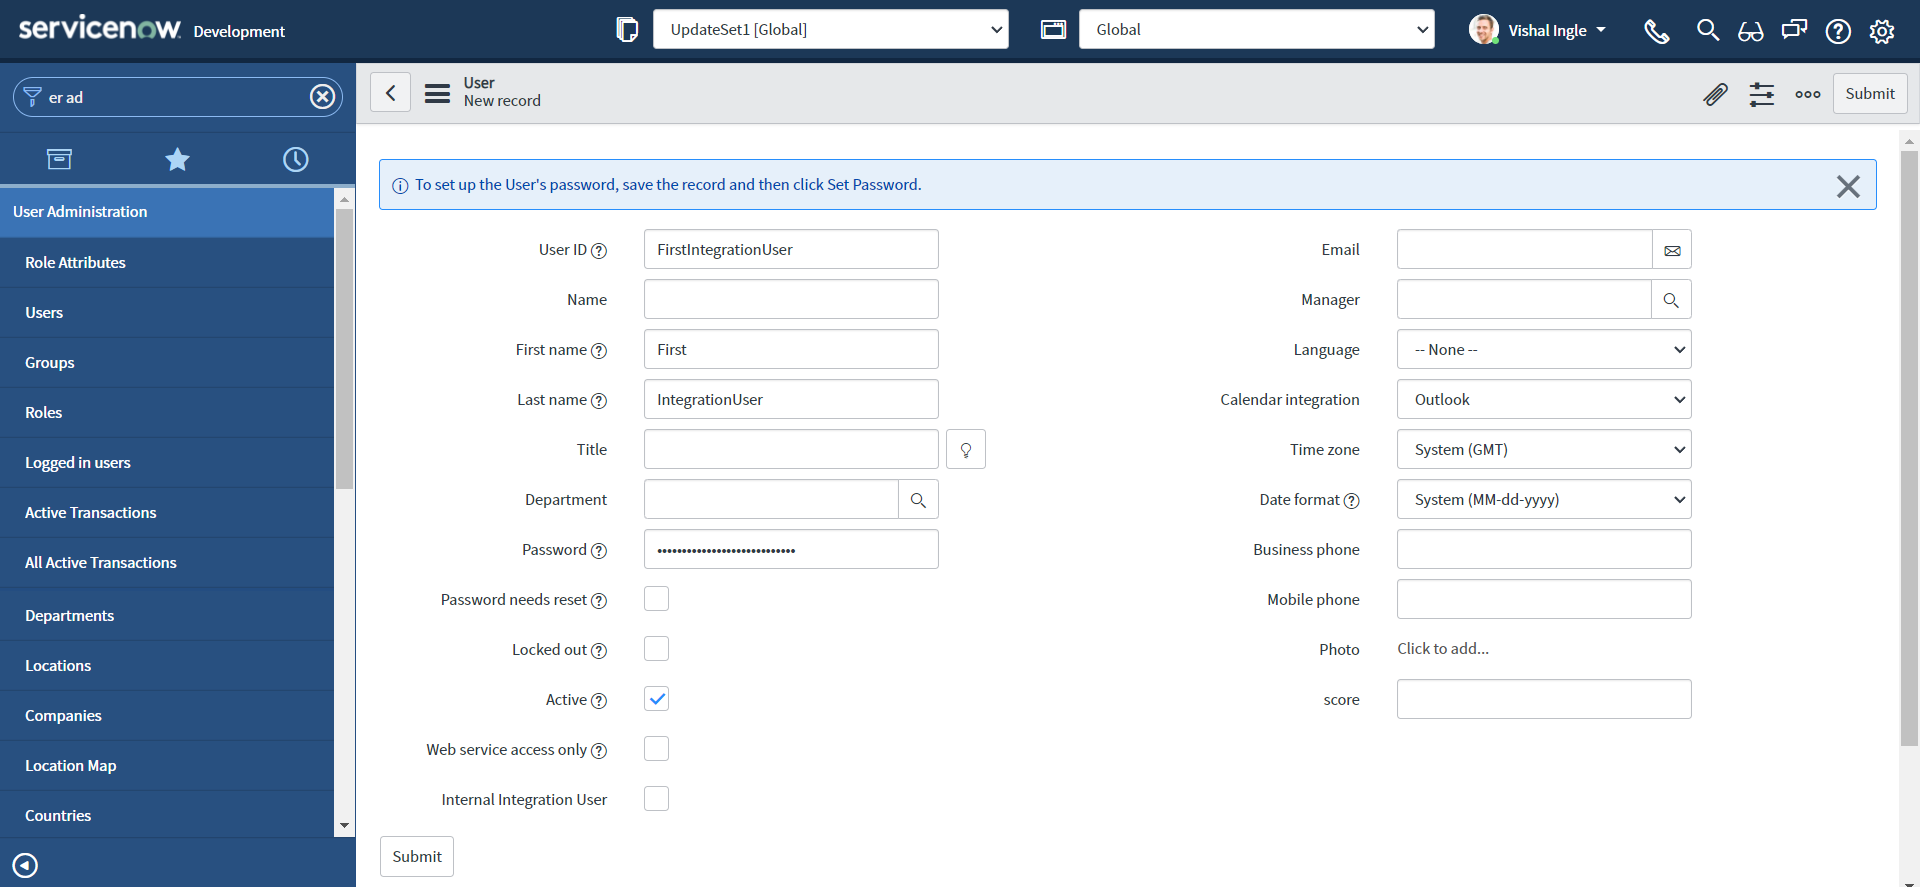 servicenow. Development
UpdateSet1 [Global]
Global
Vishal Ingle
er ad
User
New record
Submit
User Administration
Role Attributes
Users
Groups
Roles
Logged in users
Active Transactions
All Active Transactions
Departments
Locations
Companies
Location Map
Countries
To set up the User's password, save the record and then click Set Password.
User ID
FirstIntegrationUser
Name
First name
First
Last name
IntegrationUser
Title
Department
Password
Password needs reset
Locked out
Active
Web service access only
Internal Integration User
Email
Manager
Language
-- None --
Calendar integration
Outlook
Time zone
System (GMT)
Date format
System (MM-dd-yyyy)
Business phone
Mobile phone
Photo
Click to add...
score
Submit